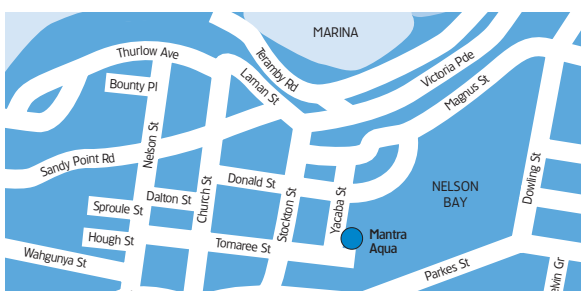 MARINA
Thurlow Ave
Teramby Rd
Laman St
Victoria Pde
Magnus St
Bounty Pl
Nelson St
Sandy Point Rd
Donald St
Dowling St
NELSON
BAY
Dalton St
Church St
Stockton St
Yacaba St
Sproule St
Hough St
Tomaree St
Mantra
Aqua
Wahgunya St
Parkes St
elvin Gr